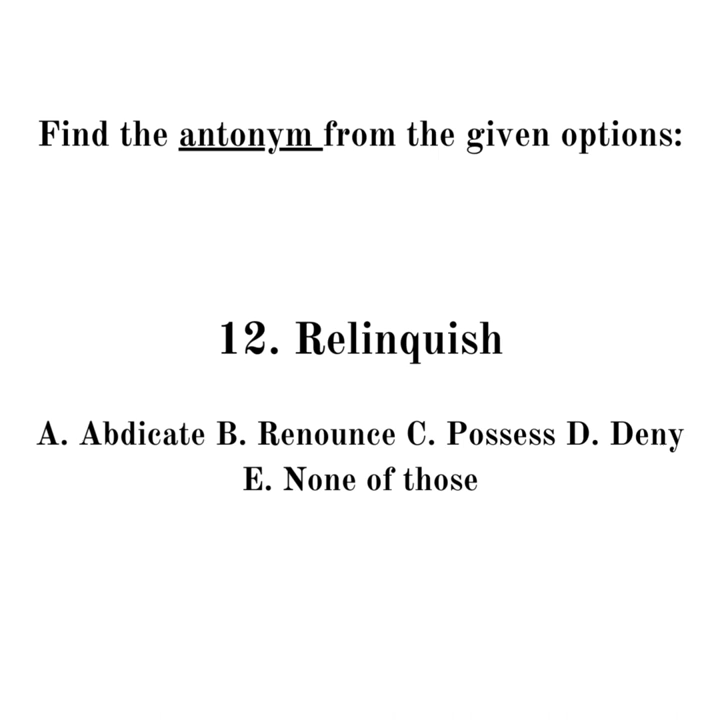 Find the antonym from the given options:
12. Relinquish
A. Abdicate B. Renounce C. Possess D. Deny
E. None of those